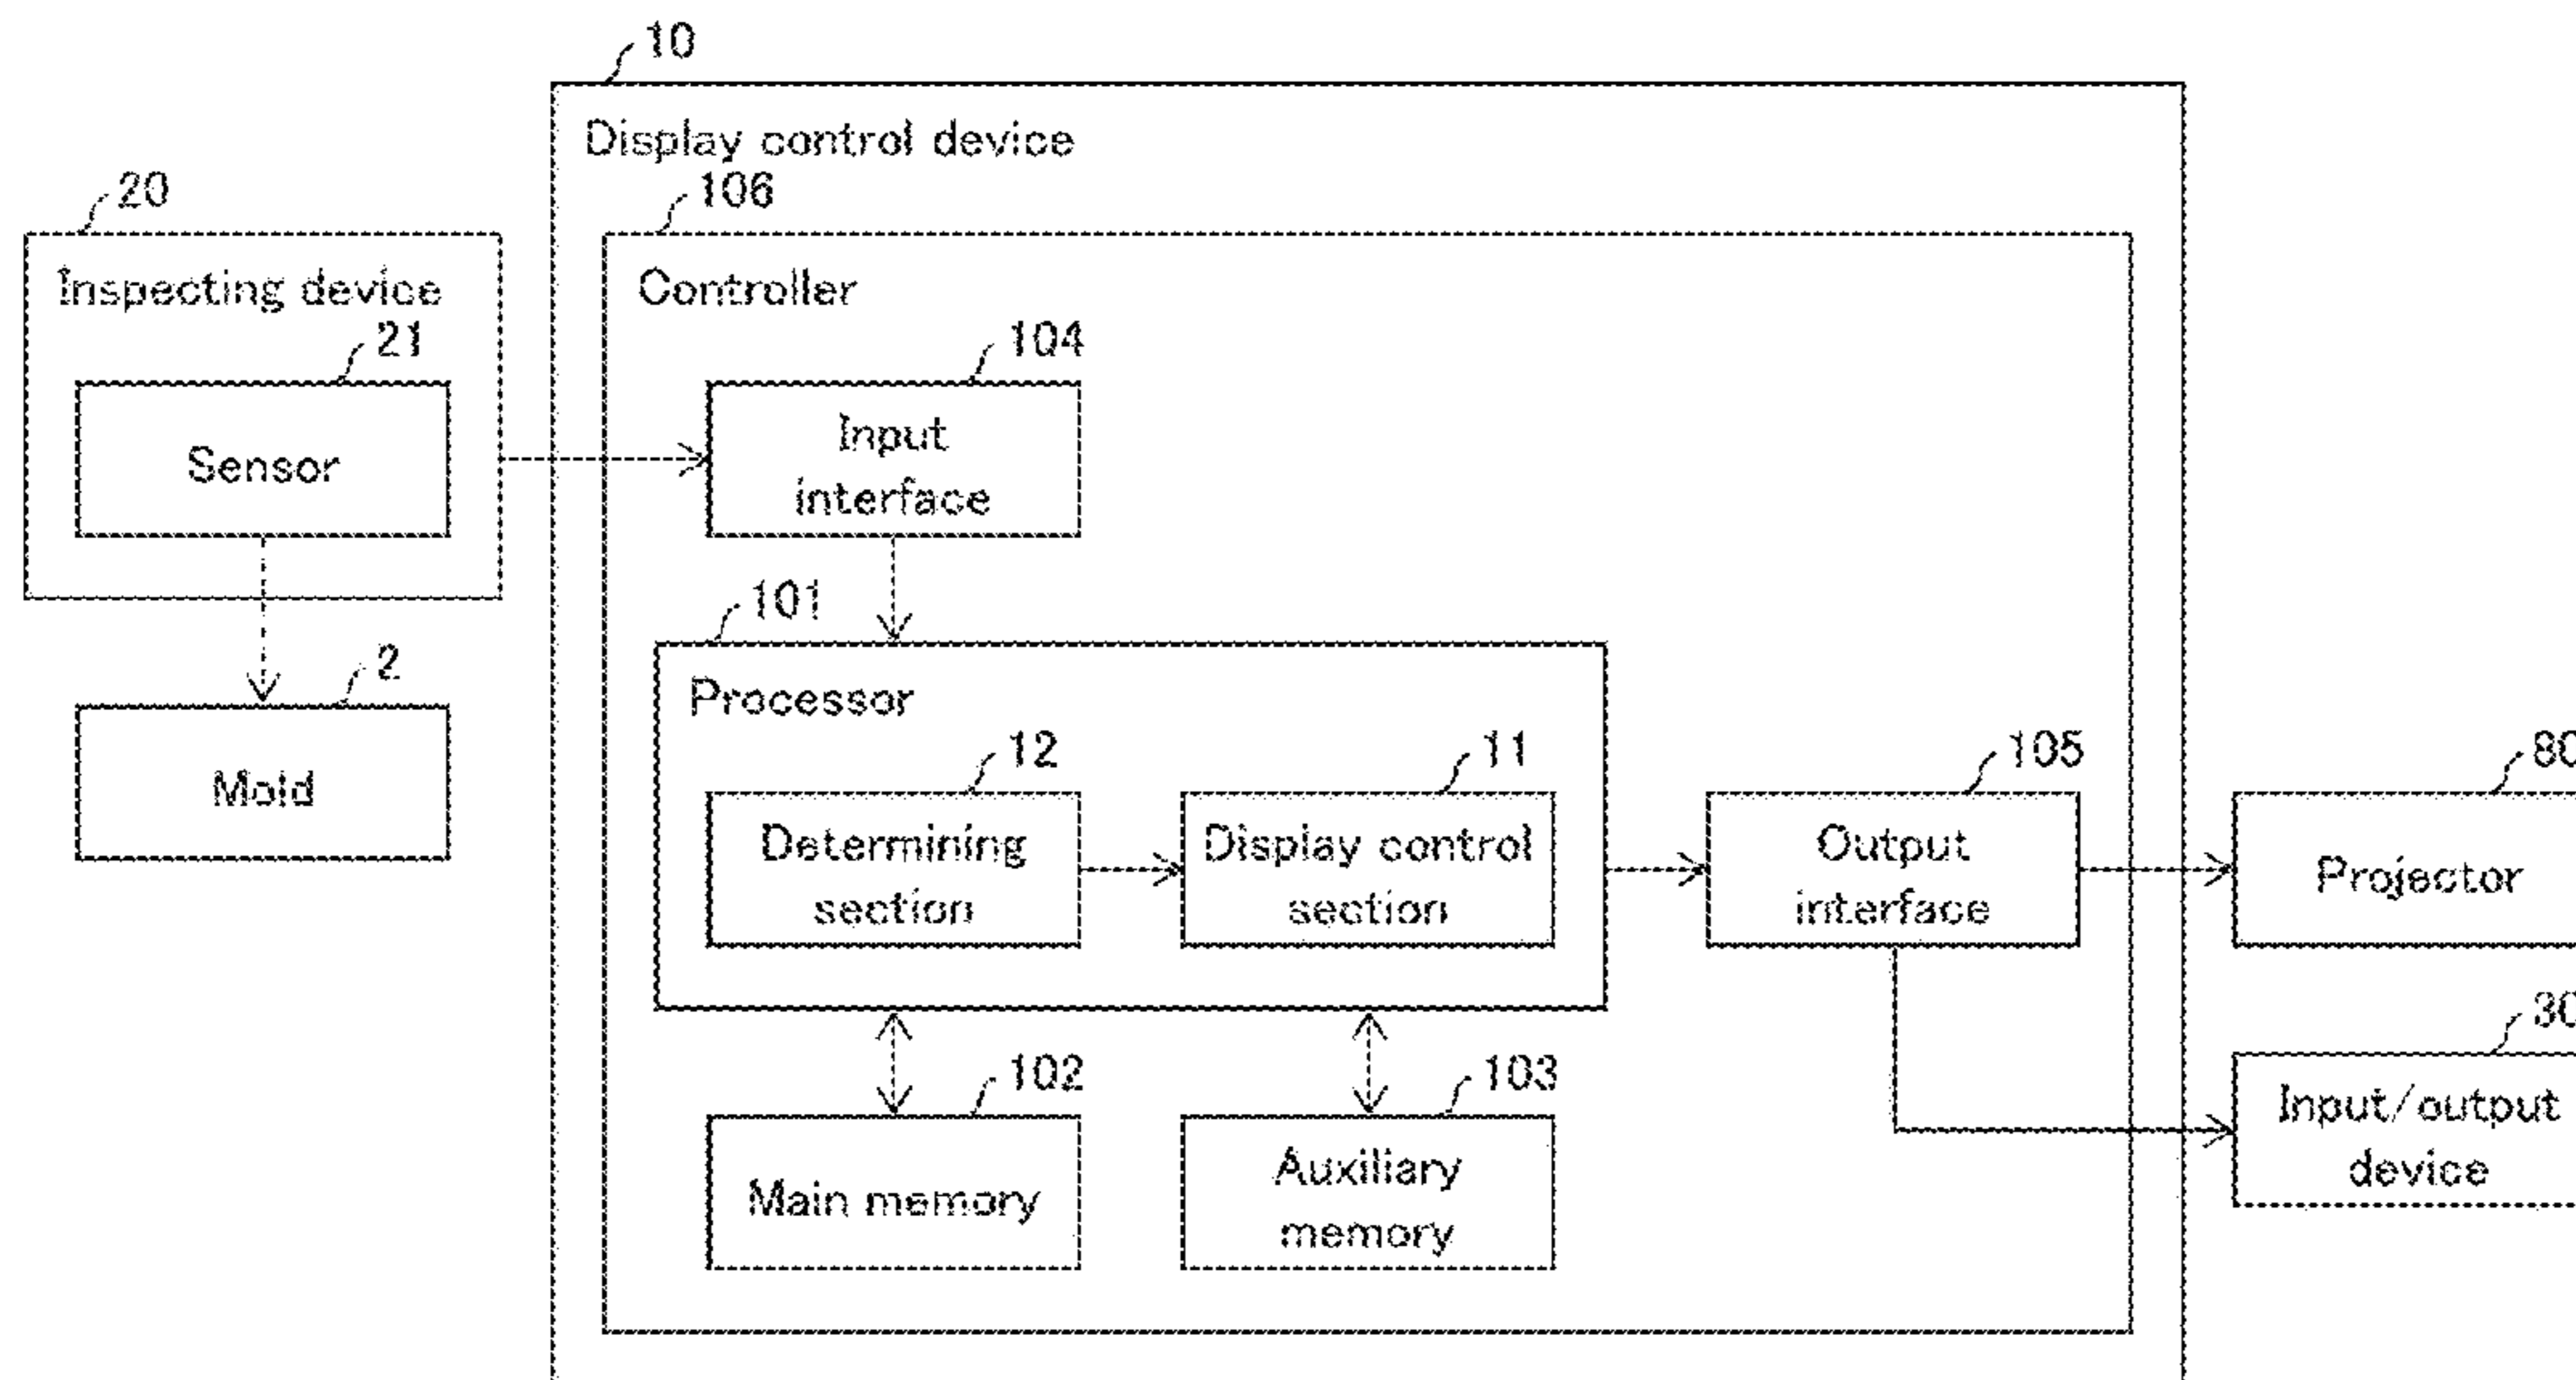 10
Display control device
20
106
Inspecting device
Controller
21
104
Sensor
Input
interface
101
2
Processor
Mold
12
11
105
80
Determining
section
Display control
section
Output
interface
Projector
30
102
103
Input/output
device
Main memory
Auxiliary
memory